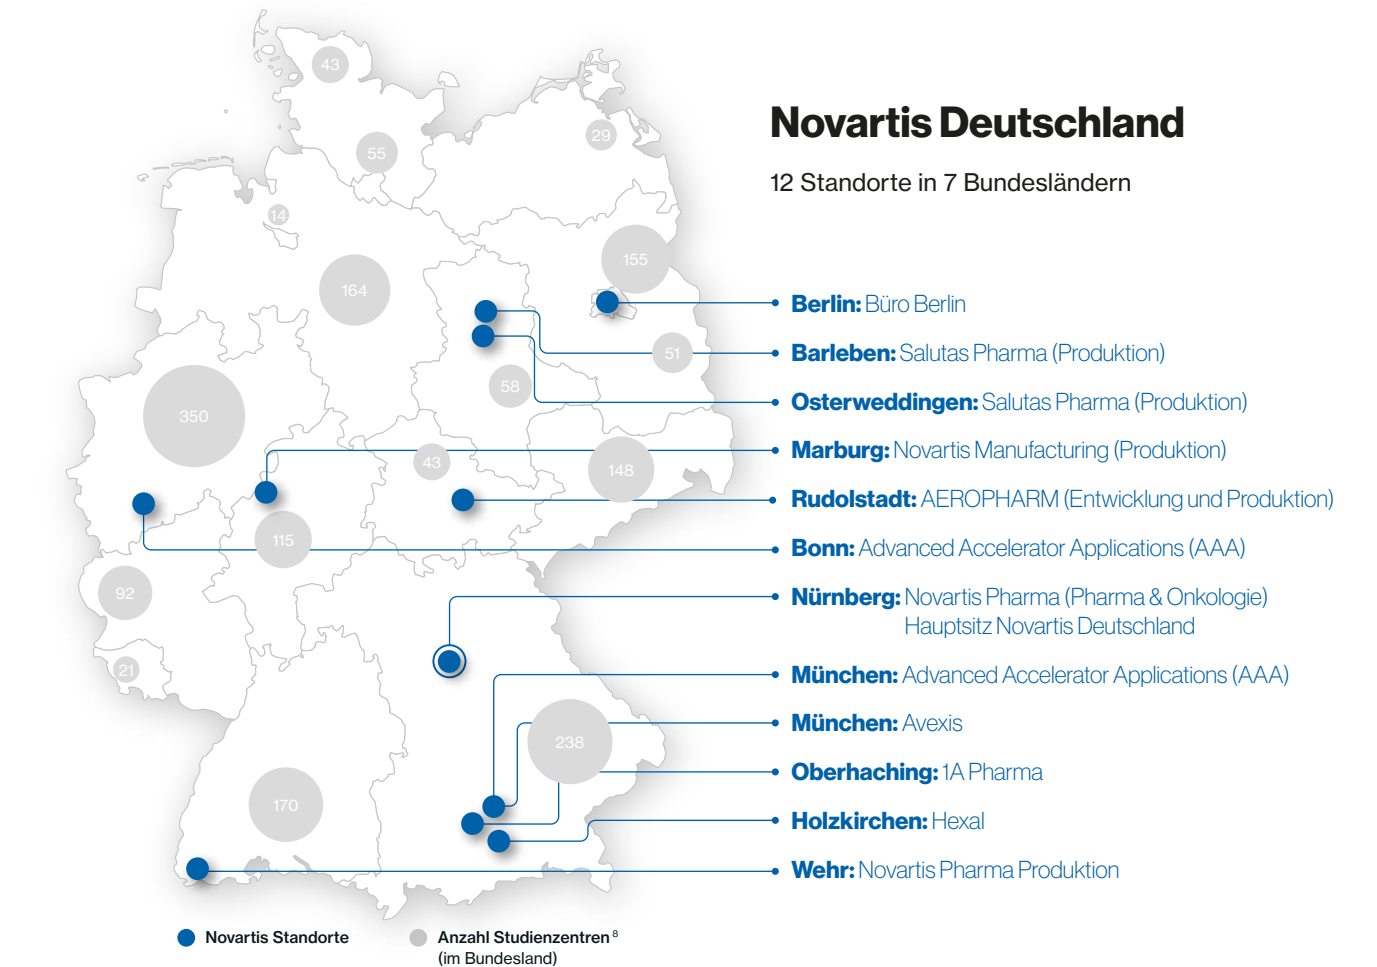 Novartis Deutschland
12 Standorte in 7 Bundesländern
43
55
29
14
164
155
350
58
51
43
148
115
92
21
238
170
Berlin: Büro Berlin
Barleben: Salutas Pharma (Produktion)
Osterweddingen: Salutas Pharma (Produktion)
Marburg: Novartis Manufacturing (Produktion)
Rudolstadt: AEROPHARM (Entwicklung und Produktion)
Bonn: Advanced Accelerator Applications (AAA)
Nürnberg: Novartis Pharma (Pharma & Onkologie)
Hauptsitz Novartis Deutschland
München: Advanced Accelerator Applications (AAA)
München: Avexis
Oberhaching: 1A Pharma
Holzkirchen: Hexal
Wehr: Novartis Pharma Produktion
Novartis Standorte
Anzahl Studienzentren 8
(im Bundesland)